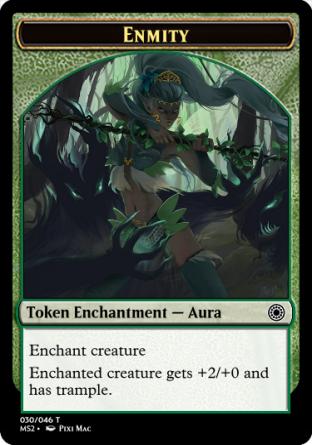 Enmity
Token Enchantment — Aura
Enchant creature
Enchanted creature gets +2/+0 and
has trample.
030/046 T
MS2 • Pixi Mac